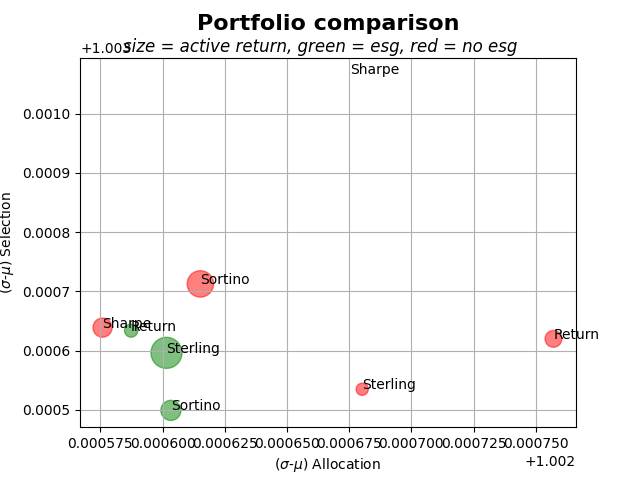 Portfolio comparison
size = active return, green = esg, red = no esg
Sharpe
0.0010
0.0009
0.0008
0.0007
0.0006
0.0005
(σ-μ) Selection
Sortino
Sharpe
Return
Sterling
Return
Sterling
Sortino
0.000575 0.000600 0.000625 0.000650 0.000675 0.000700 0.000725 0.000750
(σ-μ) Allocation
+1.002